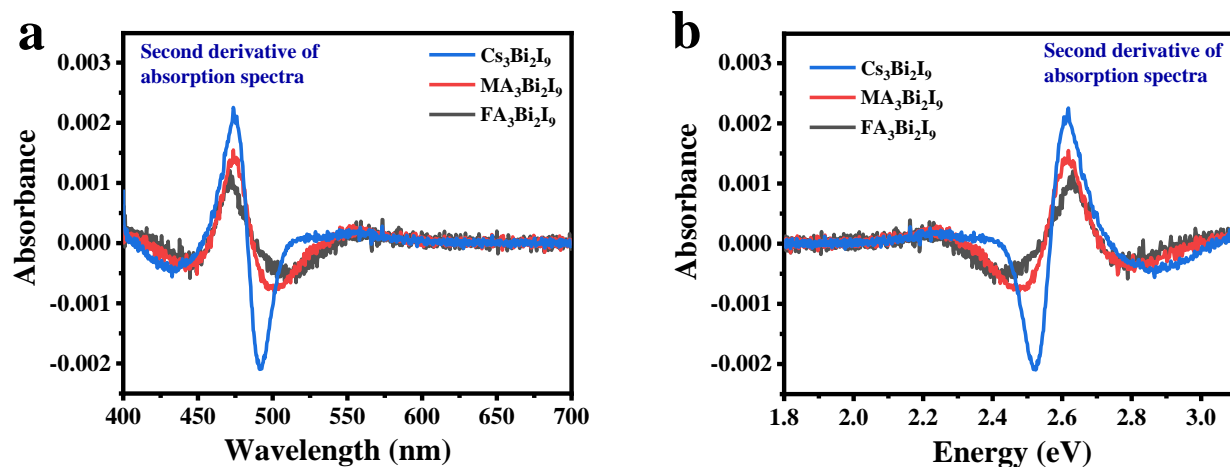 a
Second derivative of
absorption spectra
Cs₃Bi₂I₉
MA₃Bi₂I₉
FA₃Bi₂I₉
0.003
0.002
0.001
0.000
-0.001
-0.002
Absorbance
400 450 500 550 600 650 700
Wavelength (nm)
b
Second derivative of
absorption spectra
Cs₃Bi₂I₉
MA₃Bi₂I₉
FA₃Bi₂I₉
0.003
0.002
0.001
0.000
-0.001
-0.002
Absorbance
1.8 2.0 2.2 2.4 2.6 2.8 3.0
Energy (eV)